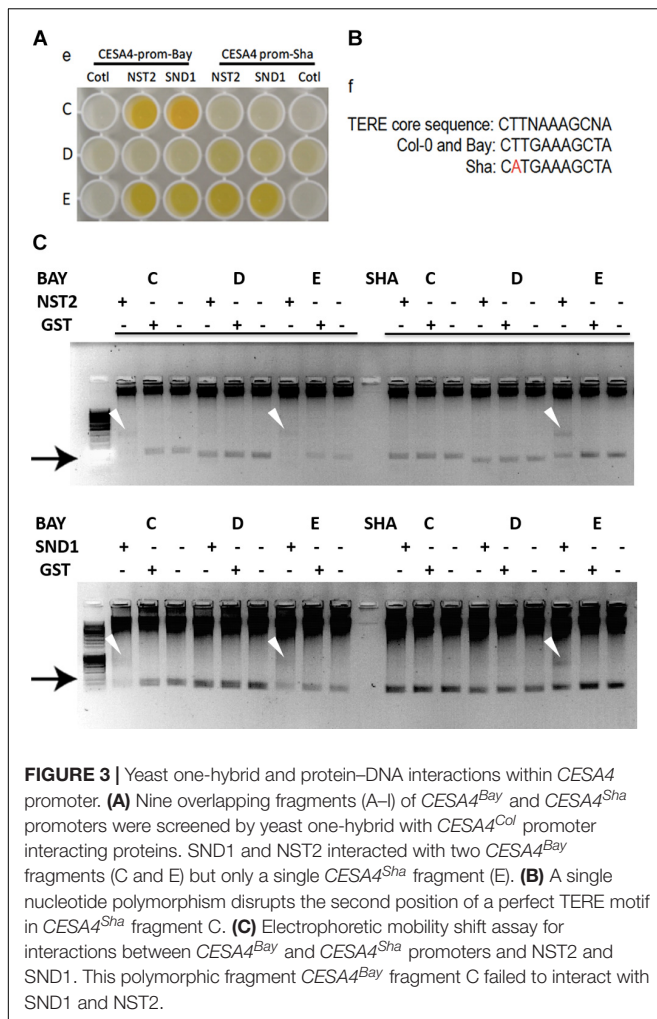 A
B
e
CESA4-prom-Bay CESA4 prom-Sha
Cotl NST2 SND1 NST2 SND1 Cotl
C
D
E
f
TERE core sequence: CTTNAAAGCNA
Col-0 and Bay: CTTGAAAGCTA
Sha: CATGAAAGCTA
C
BAY C D E SHA C D E
NST2 + - - + - - + - - + - - + - - + - -
GST - + - - + - - + - - + - - + - - + -
BAY C D E SHA C D E
SND1 + - - + - - + - - + - - + - - + - -
GST - + - - + - - + - - + - - + - - + -
FIGURE 3 | Yeast one-hybrid and protein–DNA interactions within CESA4
promoter. (A) Nine overlapping fragments (A–I) of CESA4Bay and CESA4Sha
promoters were screened by yeast one-hybrid with CESA4Col promoter
interacting proteins. SND1 and NST2 interacted with two CESA4Bay
fragments (C and E) but only a single CESA4Sha fragment (E). (B) A single
nucleotide polymorphism disrupts the second position of a perfect TERE motif
in CESA4Sha fragment C. (C) Electrophoretic mobility shift assay for
interactions between CESA4Bay and CESA4Sha promoters and NST2 and
SND1. This polymorphic fragment CESA4Bay fragment C failed to interact with
SND1 and NST2.